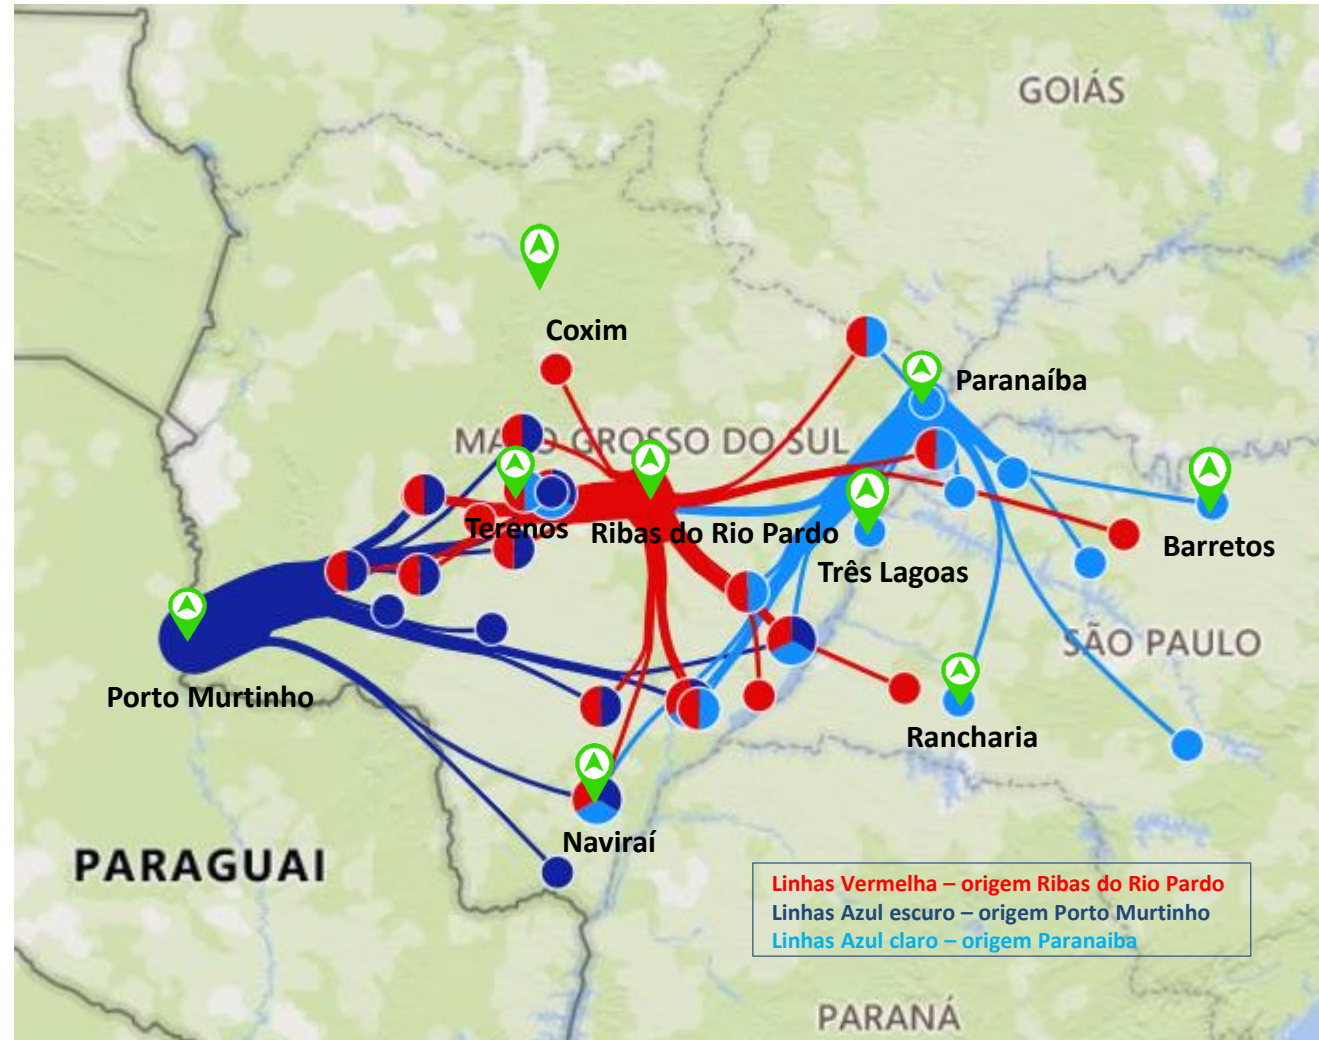 GOIÁS
Coxim
Paranaíba
MATO GROSSO DO SUL
Terenos
Ribas do Rio Pardo
Barretos
Três Lagoas
SÃO PAULO
Porto Murtinho
Rancharia
Naviraí
PARAGUAI
Linhas Vermelha – origem Ribas do Rio Pardo
Linhas Azul escuro – origem Porto Murtinho
Linhas Azul claro – origem Paranaiba
PARANÁ